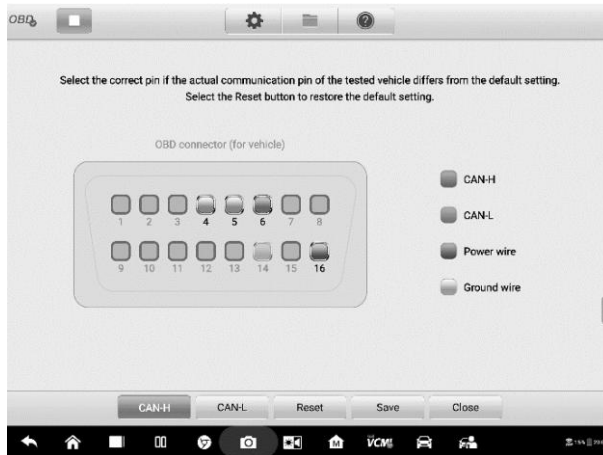 OBD
Select the correct pin if the actual communication pin of the tested vehicle differs from the default setting.
Select the Reset button to restore the default setting.
OBD connector (for vehicle)
CAN-H
CAN-L
Power wire
Ground wire
1 2 3 4 5 6 7 8
9 10 11 12 13 14 15 16
CAN-H CAN-L Reset Save Close
M VCMI